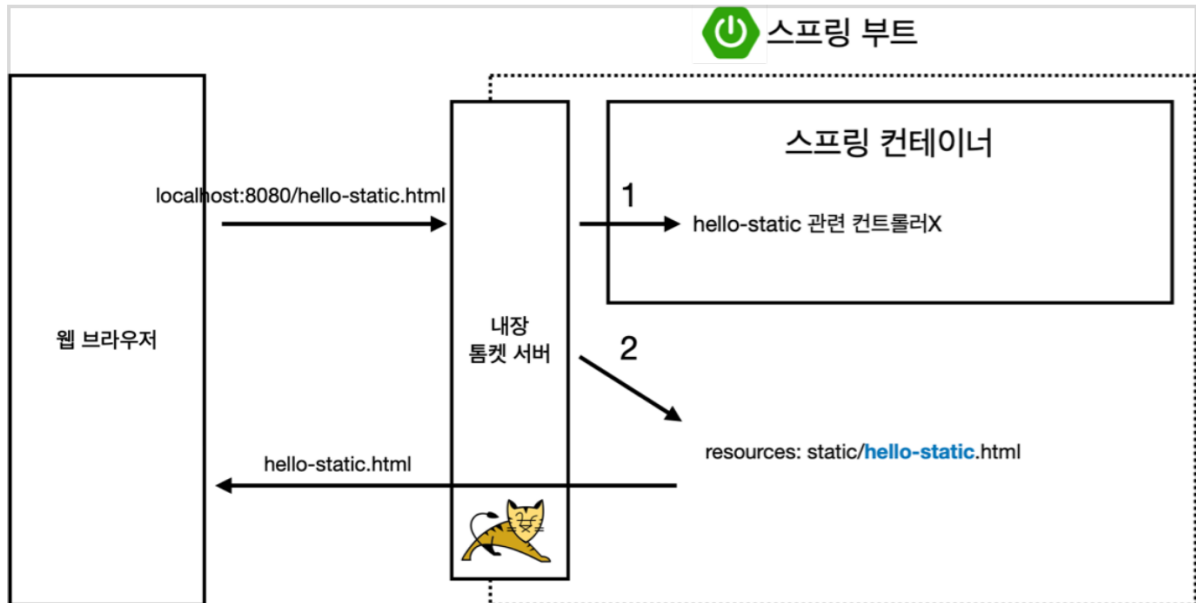 스프링 부트
스프링 컨테이너
localhost:8080/hello-static.html
1
hello-static 관련 컨트롤러X
웹 브라우저
내장
톰켓 서버
2
resources: static/hello-static.html
hello-static.html